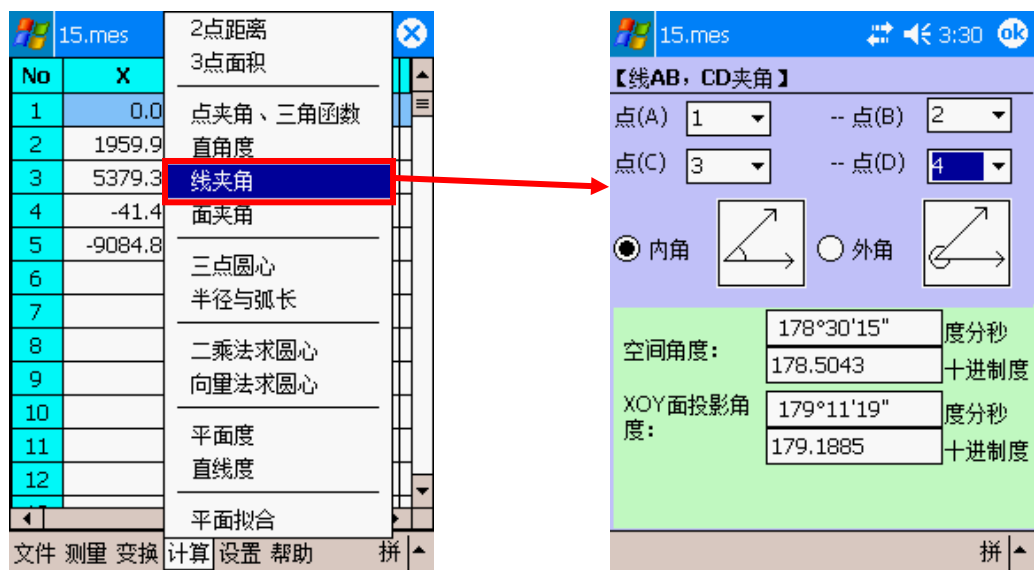 15.mes
No X
1 0.0
2 1959.9
3 5379.3
4 -41.4
5 -9084.8
6
7
8
9
10
11
12
2点距离
3点面积
点夹角、三角函数
直角度
线夹角
面夹角
三点圆心
半径与弧长
二乘法求圆心
向量法求圆心
平面度
直线度
平面拟合
文件 测量 变换 计算 设置 帮助 拼
15.mes 3:30 ok
【线AB，CD夹角】
点(A) 1 -- 点(B) 2
点(C) 3 -- 点(D) 4
内角 外角
空间角度： 178°30'15" 度分秒
178.5043 十进制度
XOY面投影角度： 179°11'19" 度分秒
179.1885 十进制度
拼